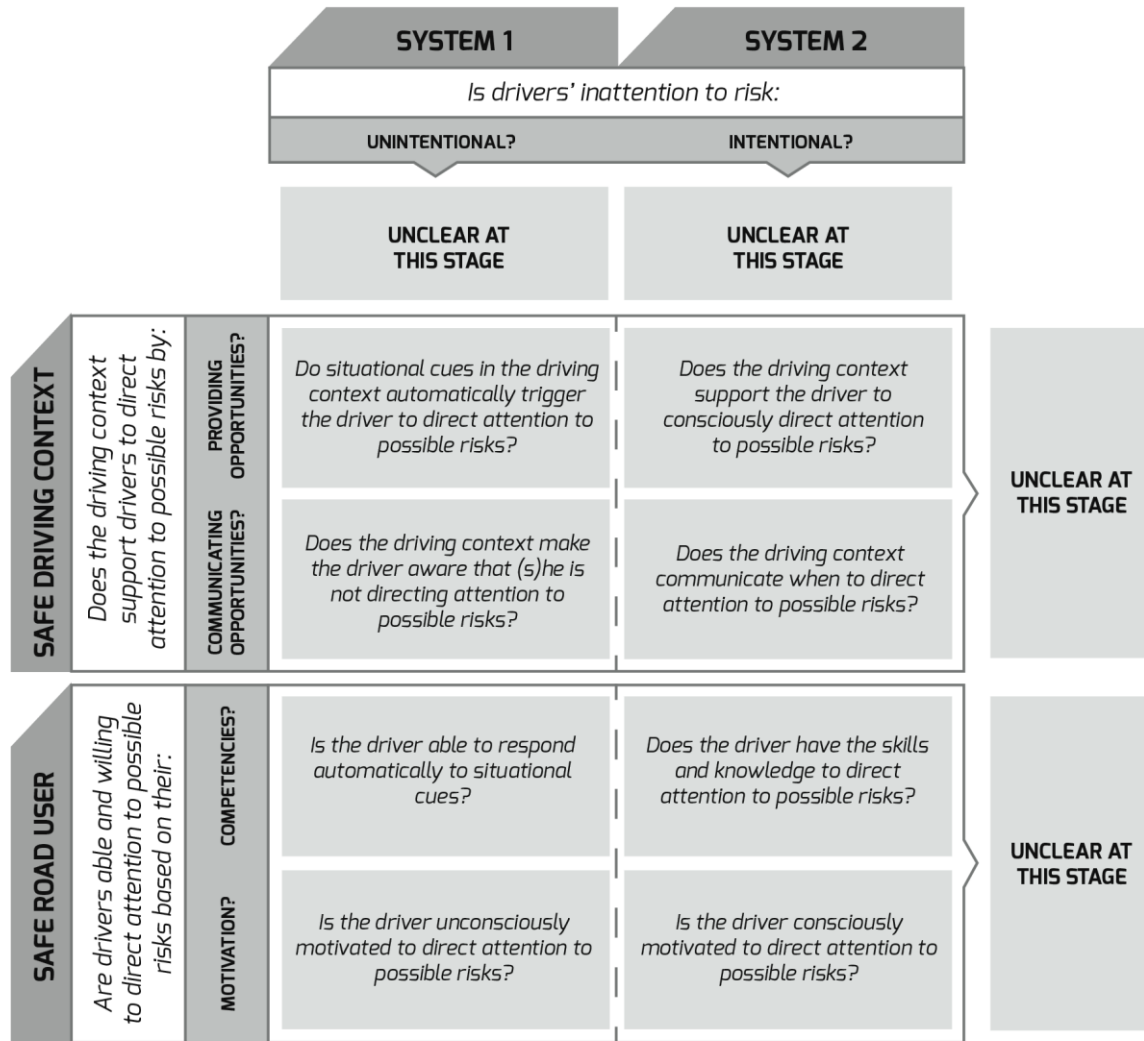 SYSTEM 1
SYSTEM 2
Is drivers' inattention to risk:
UNINTENTIONAL?
INTENTIONAL?
UNCLEAR AT
THIS STAGE
UNCLEAR AT
THIS STAGE
SAFE DRIVING CONTEXT
Does the driving context
support drivers to direct
attention to possible risks by:
PROVIDING
OPPORTUNITIES?
Do situational cues in the driving
context automatically trigger
the driver to direct attention to
possible risks?
Does the driving context
support the driver to
consciously direct attention
to possible risks?
COMMUNICATING
OPPORTUNITIES?
Does the driving context make
the driver aware that (s)he is
not directing attention to
possible risks?
Does the driving context
communicate when to direct
attention to possible risks?
UNCLEAR AT
THIS STAGE
SAFE ROAD USER
Are drivers able and willing
to direct attention to possible
risks based on their:
COMPETENCIES?
Is the driver able to respond
automatically to situational
cues?
Does the driver have the skills
and knowledge to direct
attention to possible risks?
MOTIVATION?
Is the driver unconsciously
motivated to direct attention to
possible risks?
Is the driver consciously
motivated to direct attention to
possible risks?
UNCLEAR AT
THIS STAGE